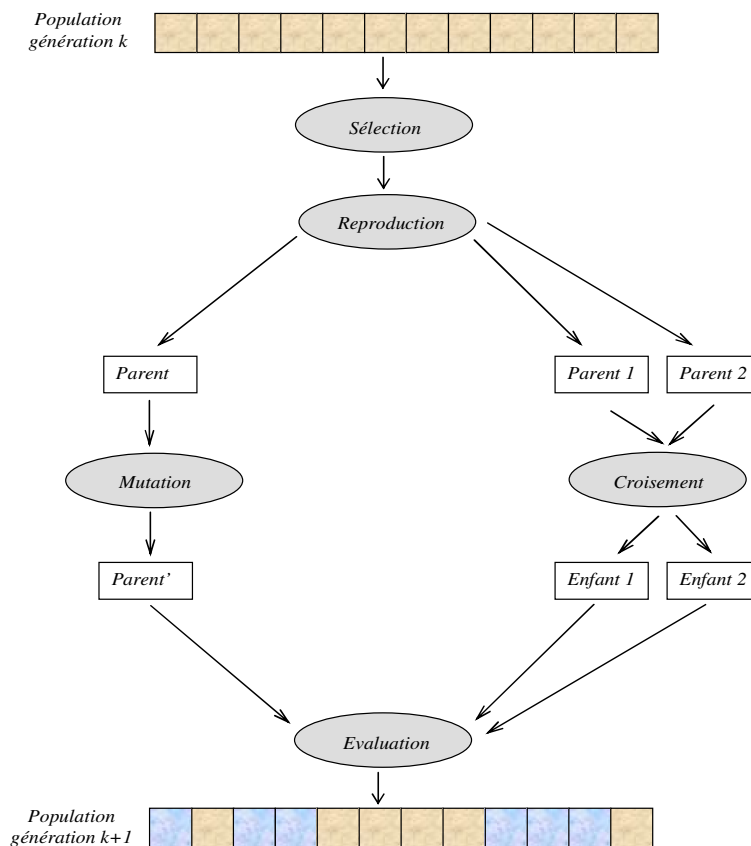 Population
génération k
Sélection
Reproduction
Parent
Parent 1
Parent 2
Mutation
Croisement
Parent’
Enfant 1
Enfant 2
Evaluation
Population
génération k+1